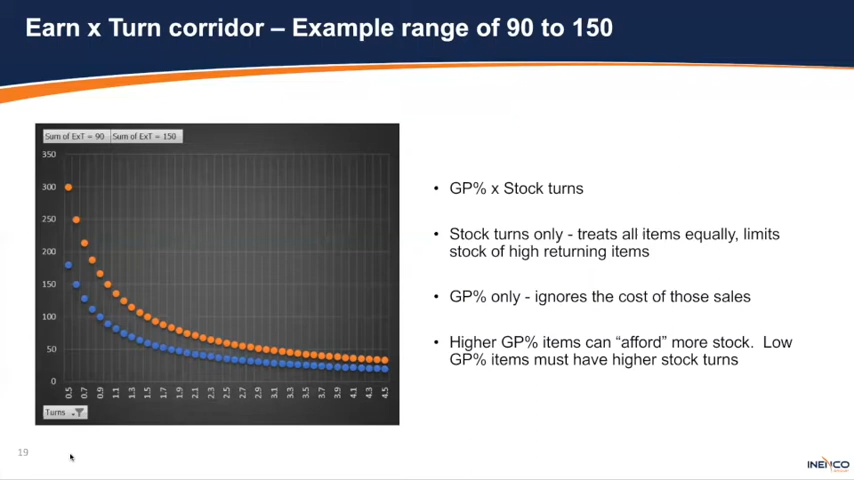 Earn x Turn corridor – Example range of 90 to 150
Sum of ExT = 90 Sum of ExT = 150
350
300
250
200
150
100
50
0
0.5 0.7 0.9 1.1 1.3 1.5 1.7 1.9 2.1 2.3 2.5 2.7 2.9 3.1 3.3 3.5 3.7 3.9 4.1 4.3 4.5
Turns
• GP% x Stock turns
• Stock turns only - treats all items equally, limits
stock of high returning items
• GP% only - ignores the cost of those sales
• Higher GP% items can “afford” more stock. Low
GP% items must have higher stock turns
19
INENCO